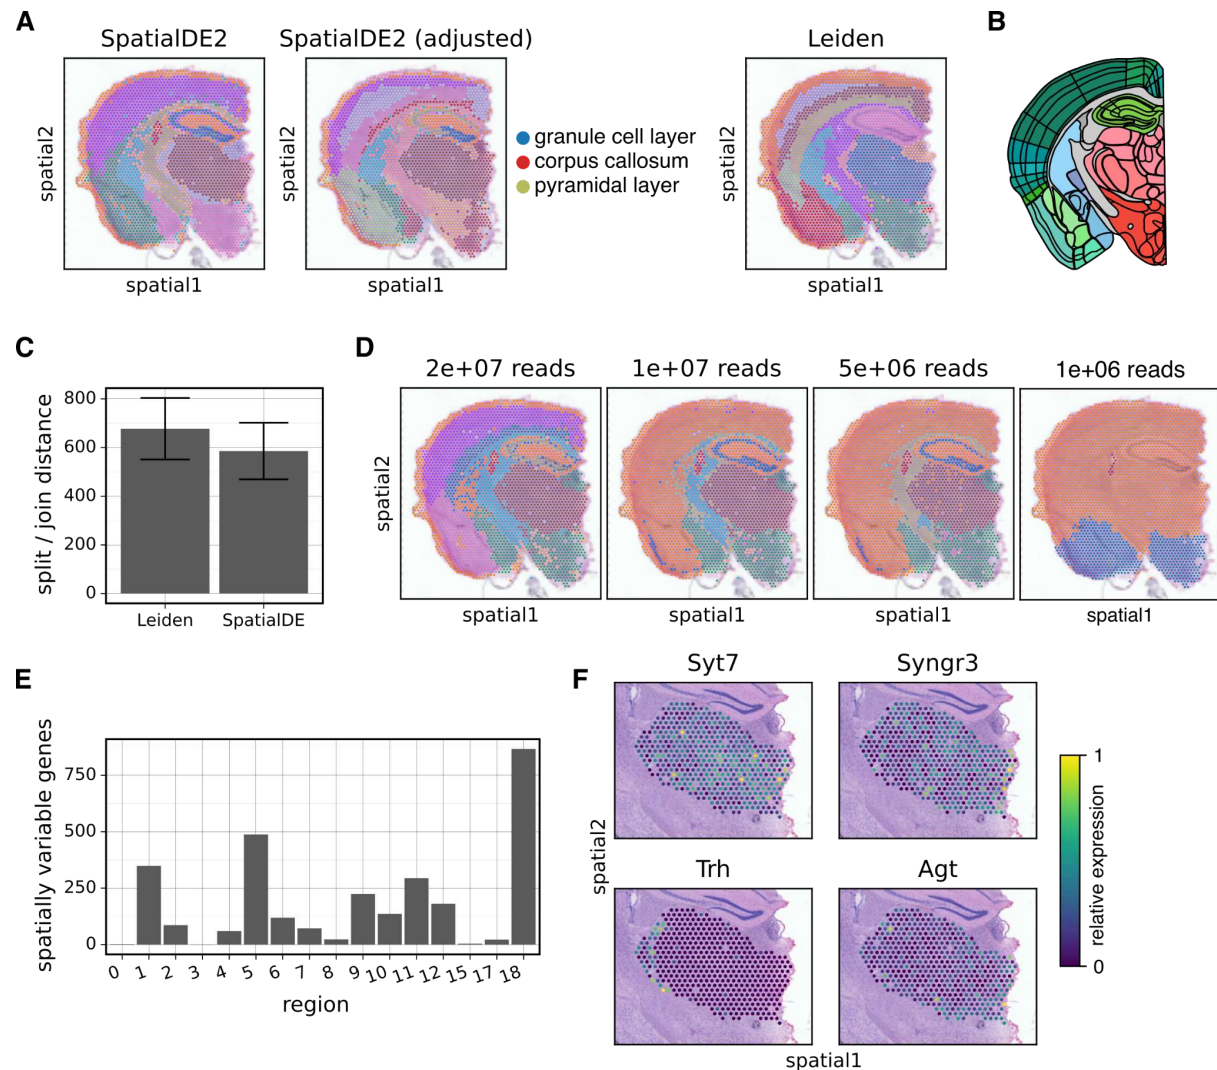 A
SpatialDE2
SpatialDE2 (adjusted)
Leiden
B
spatial2
spatial1
spatial2
spatial1
granule cell layer
corpus callosum
pyramidal layer
spatial2
spatial1
C
split / join distance
800
600
400
200
0
Leiden
SpatialDE
D
2e+07 reads
1e+07 reads
5e+06 reads
1e+06 reads
spatial2
spatial1
spatial1
spatial1
spatial1
E
spatially variable genes
750
500
250
0
0 1 2 3 4 5 6 7 8 9 10 11 12 15 17 18
region
F
Syt7
Syngr3
Trh
Agt
spatial2
spatial1
1
relative expression
0